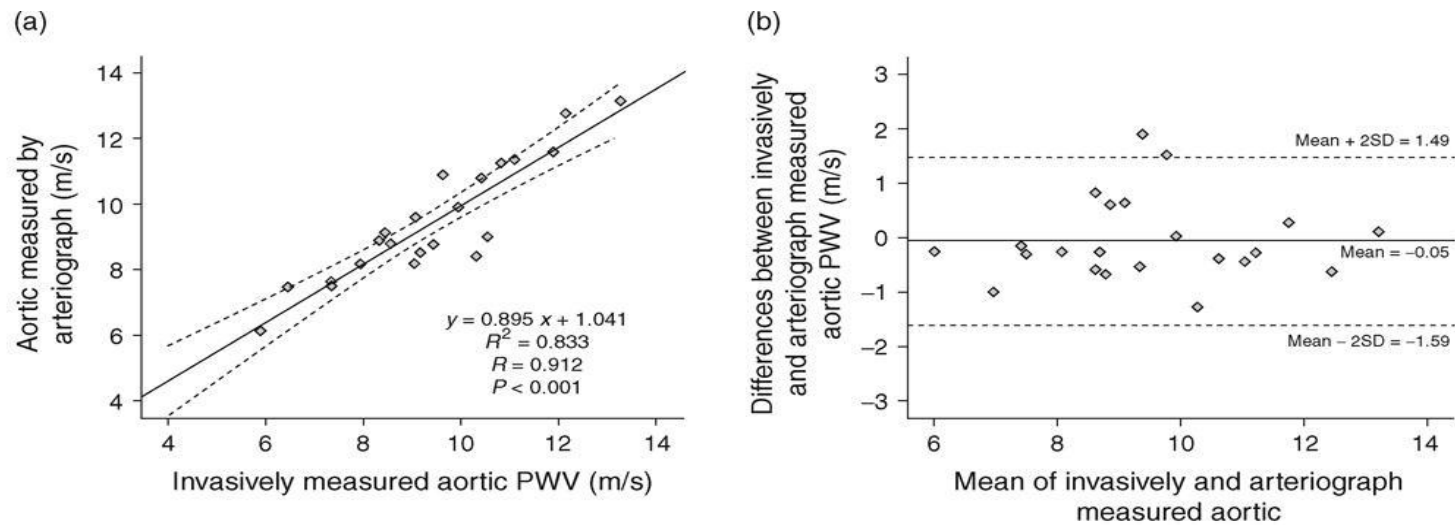 (a)
Aortic measured by
arteriograph (m/s)
14
12
10
8
6
4
y = 0.895 x + 1.041
R² = 0.833
R = 0.912
P < 0.001
4 6 8 10 12 14
Invasively measured aortic PWV (m/s)
(b)
Differences between invasively
and arteriograph measured
aortic PWV (m/s)
3
2
1
0
−1
−2
−3
Mean + 2SD = 1.49
Mean = −0.05
Mean − 2SD = −1.59
6 8 10 12 14
Mean of invasively and arteriograph
measured aortic